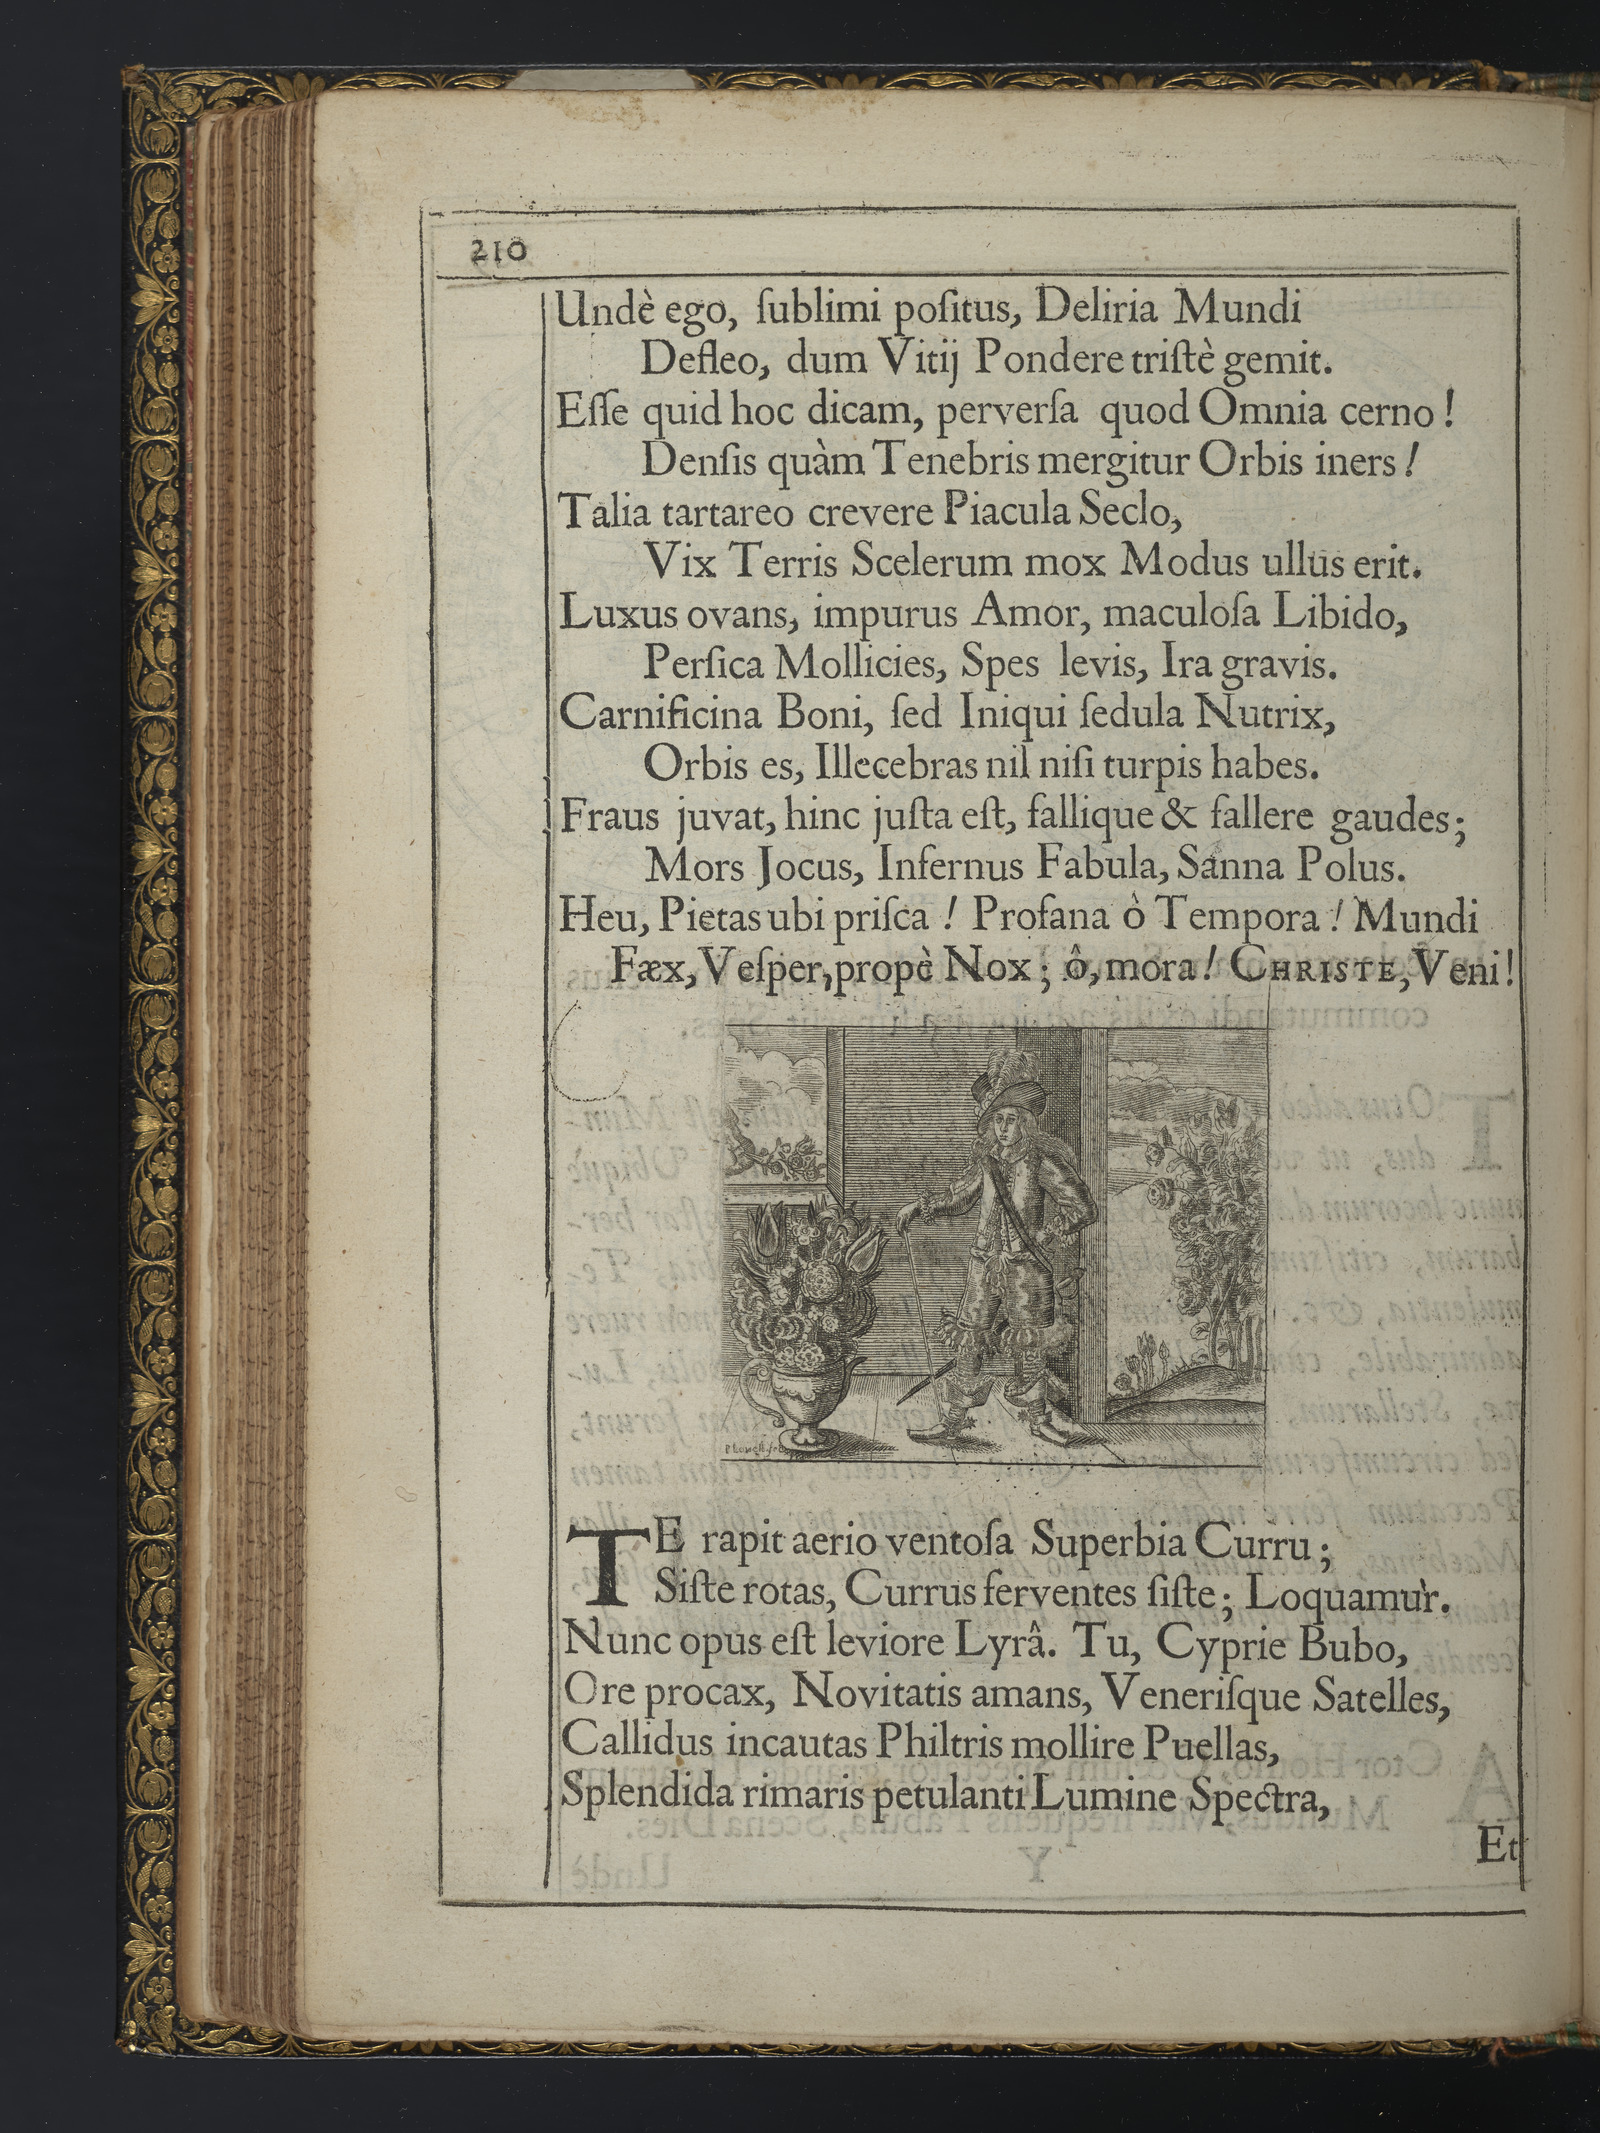 210
Undè ego, ſublimi poſitus, Deliria Mundi
Defleo, dum Vitij Pondere triſtè gemit.
Eſſe quid hoc dicam, perverſa quod Omnia cerno!
Denſis quàm Tenebris mergitur Orbis iners!
Talia tartareo crevere Piacula Seclo,
Vix Terris Scelerum mox Modus ullus erit.
Luxus ovans, impurus Amor, maculoſa Libido,
Perſica Mollicies, Spes levis, Ira gravis.
Carnificina Boni, ſed Iniqui ſedula Nutrix,
Orbis es, Illecebras nil niſi turpis habes.
Fraus juvat, hinc juſta eſt, fallique & fallere gaudes;
Mors Jocus, Infernus Fabula, Sanna Polus.
Heu, Pietas ubi priſca! Profana ò Tempora! Mundi
Fæx, Veſper, propè Nox; ô, mora! CHRISTE, Veni!
TE rapit aerio ventoſa Superbia Curru;
Siſte rotas, Currus ferventes ſiſte; Loquamur.
Nunc opus eſt leviore Lyrâ. Tu, Cyprie Bubo,
Ore procax, Novitatis amans, Veneriſque Satelles,
Callidus incautas Philtris mollire Puellas,
Splendida rimaris petulanti Lumine Spectra,
Et